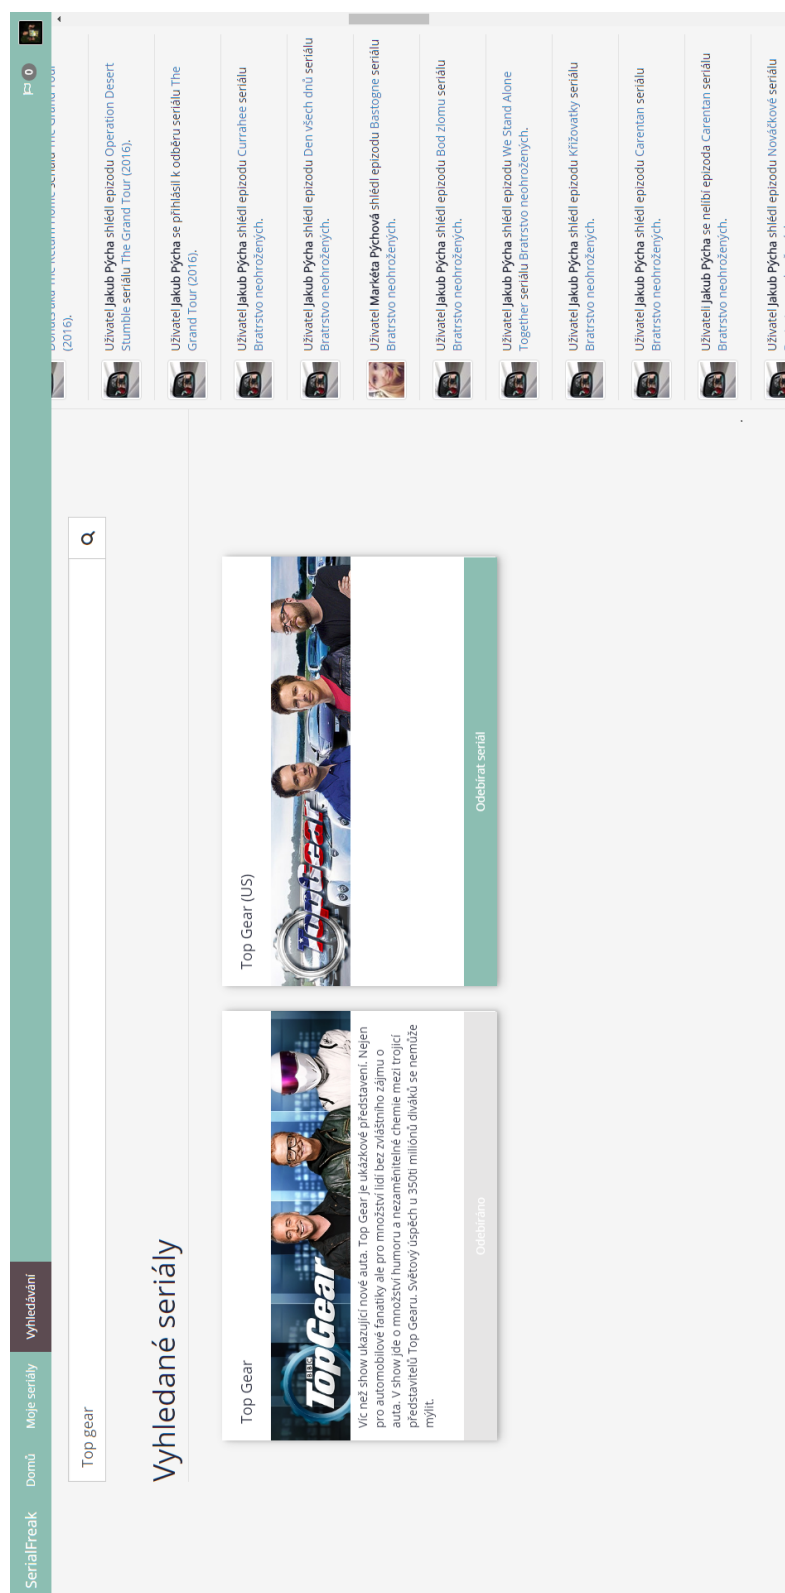 SerialFreak
Domů
Moje seriály
Vyhledávání
0
Top gear
Vyhledané seriály
Top Gear
BBC
TopGear
Víc než show ukazující nové auta. Top Gear je ukázkové představení. Nejen
pro automobilové fanatiky ale pro množství lidí bez zvláštního zájmu o
auta. V show jde o množství humoru a nezaměnitelné chemie mezi trojicí
představitelů Top Gearu. Světový úspěch u 350ti miliónů diváků se nemůže
mýlit.
Odebíráno
Top Gear (US)
TopGear
Odebírat seriál
(2016).
Uživatel Jakub Pýcha shlédl epizodu Operation Desert
Stumble seriálu The Grand Tour (2016).
Uživatel Jakub Pýcha se přihlásil k odběru seriálu The
Grand Tour (2016).
Uživatel Jakub Pýcha shlédl epizodu Currahee seriálu
Bratrstvo neohrožených.
Uživatel Jakub Pýcha shlédl epizodu Den všech dnů seriálu
Bratrstvo neohrožených.
Uživatel Markéta Pýchová shlédl epizodu Bastogne seriálu
Bratrstvo neohrožených.
Uživatel Jakub Pýcha shlédl epizodu Bod zlomu seriálu
Bratrstvo neohrožených.
Uživatel Jakub Pýcha shlédl epizodu We Stand Alone
Together seriálu Bratrstvo neohrožených.
Uživatel Jakub Pýcha shlédl epizodu Křižovatky seriálu
Bratrstvo neohrožených.
Uživatel Jakub Pýcha shlédl epizodu Carentan seriálu
Bratrstvo neohrožených.
Uživateli Jakub Pýcha se nelíbí epizoda Carentan seriálu
Bratrstvo neohrožených.
Uživatel Jakub Pýcha shlédl epizodu Nováčkové seriálu